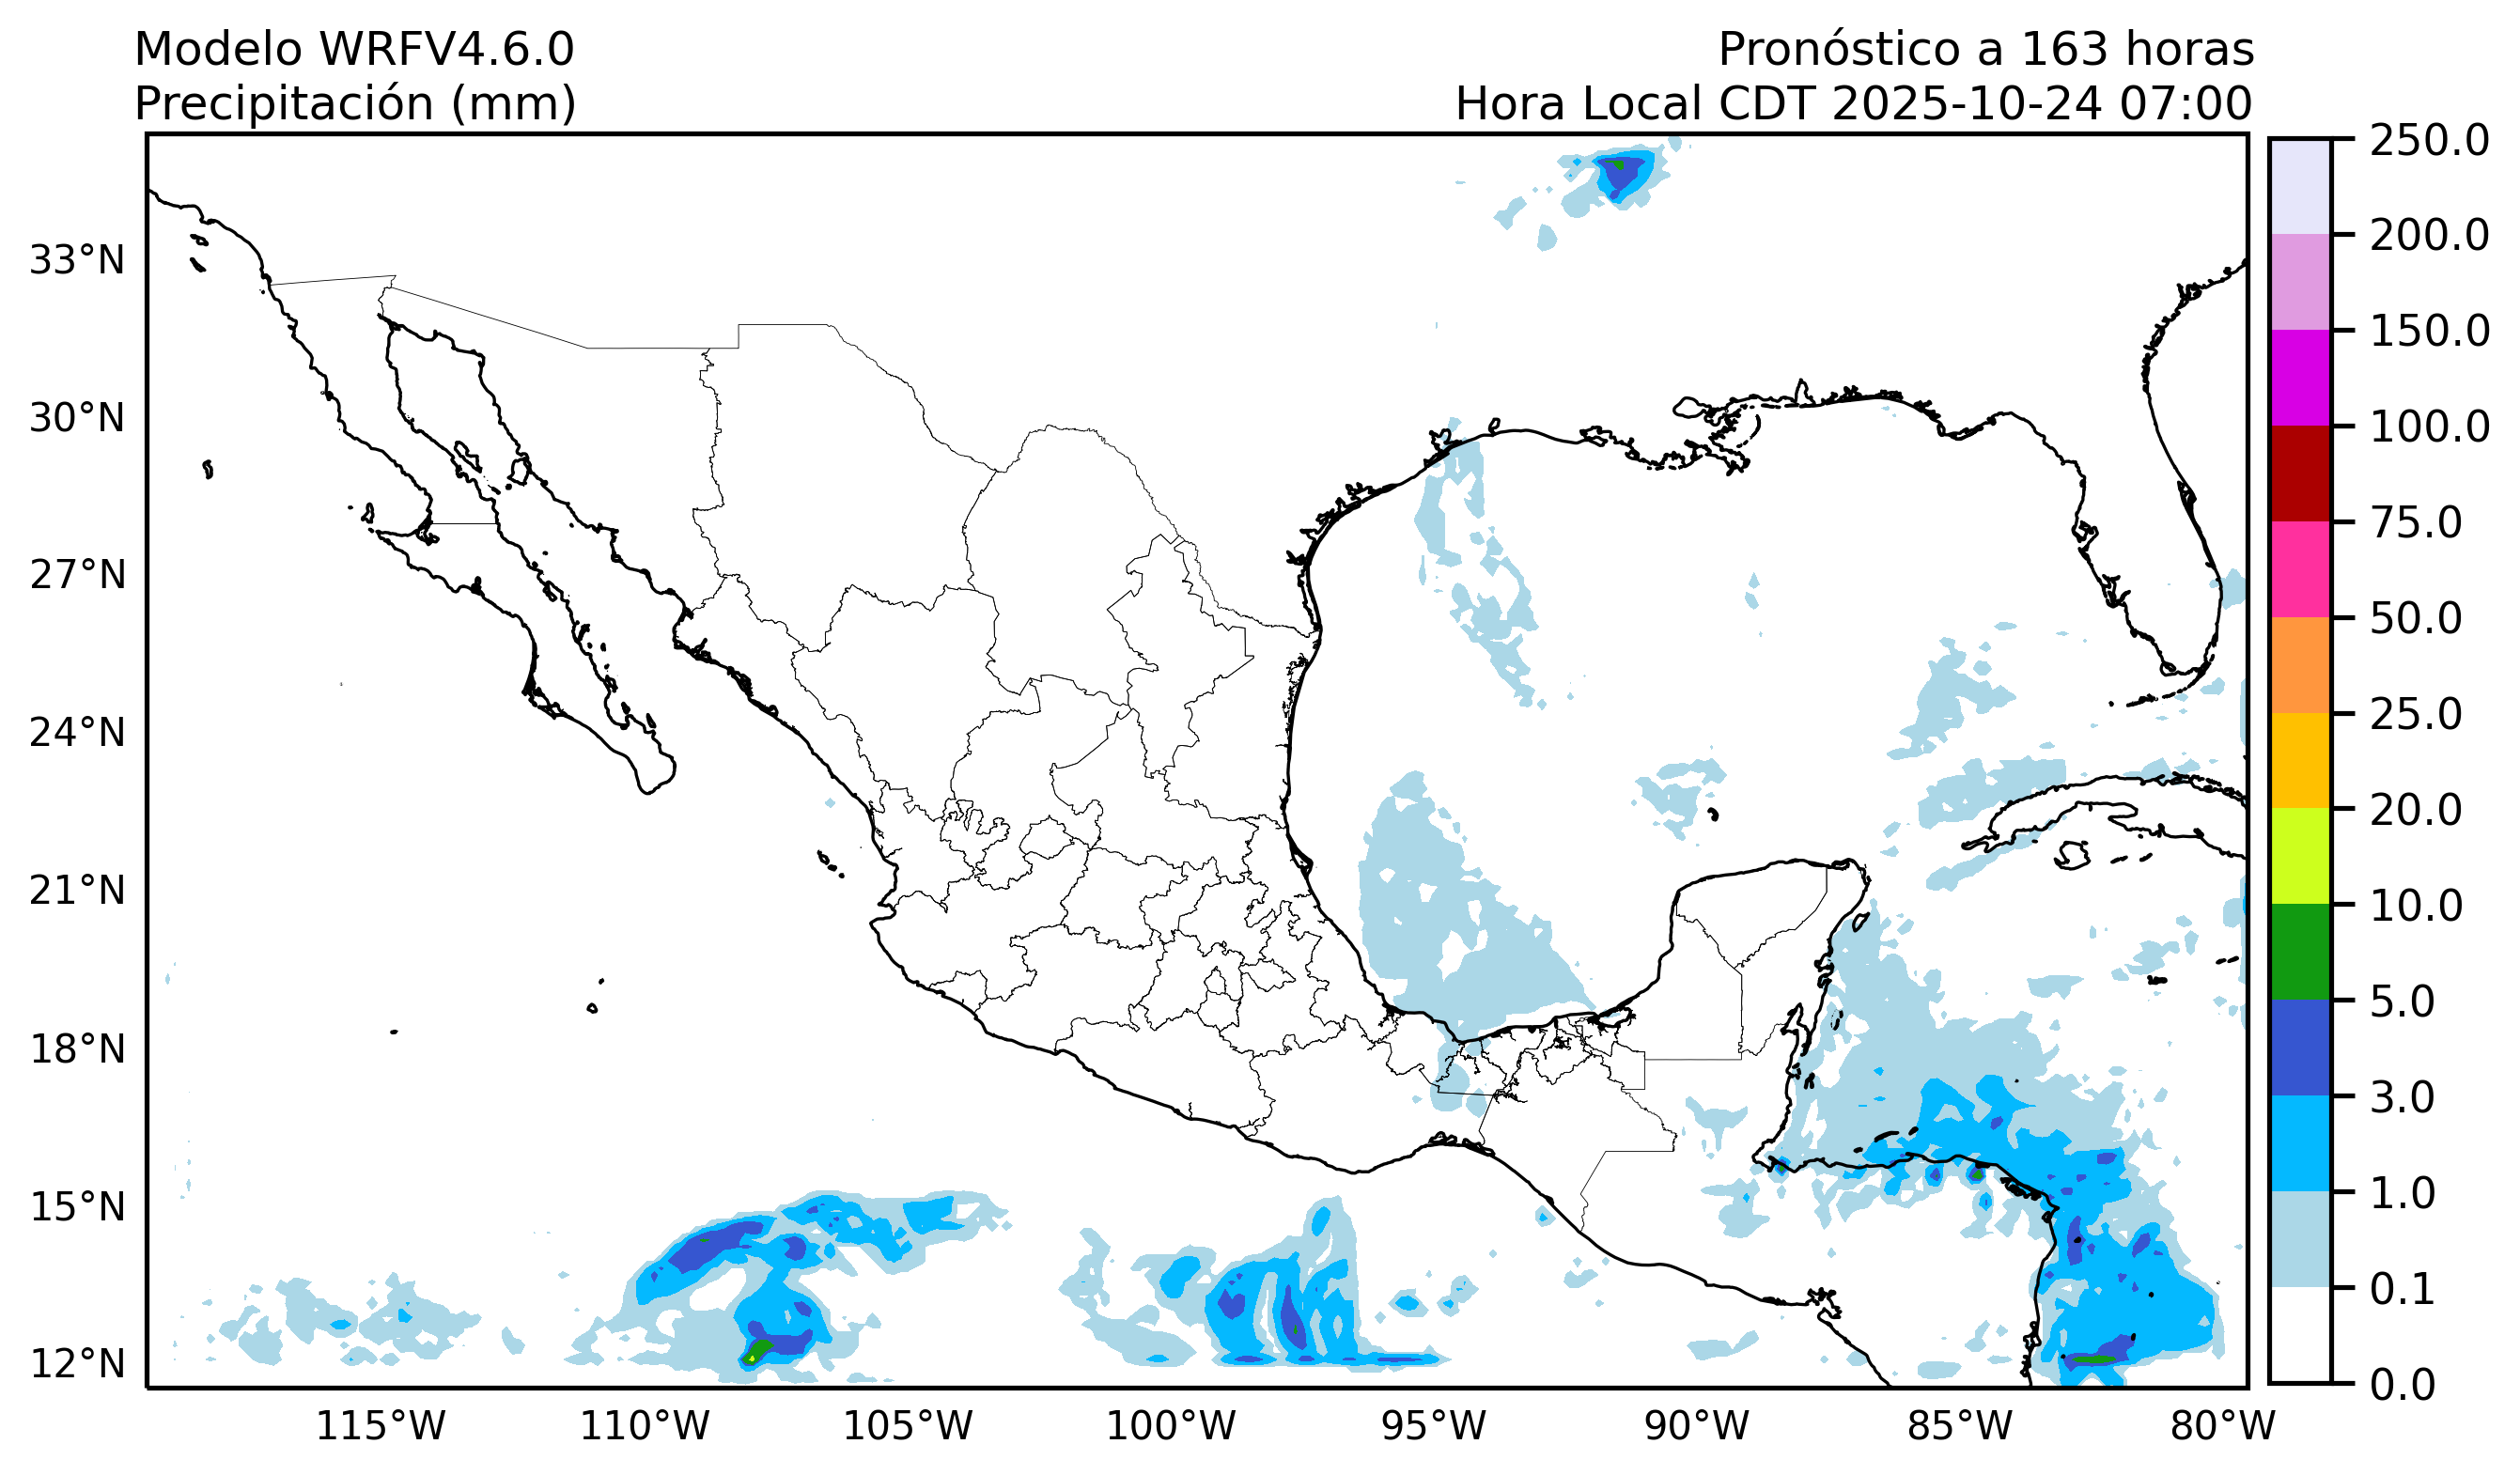 Modelo WRFV4.6.0
Precipitación (mm)
Pronóstico a 163 horas
Hora Local CDT 2025-10-24 07:00
33°N
30°N
27°N
24°N
21°N
18°N
15°N
12°N
115°W
110°W
105°W
100°W
95°W
90°W
85°W
80°W
250.0
200.0
150.0
100.0
75.0
50.0
25.0
20.0
10.0
5.0
3.0
1.0
0.1
0.0